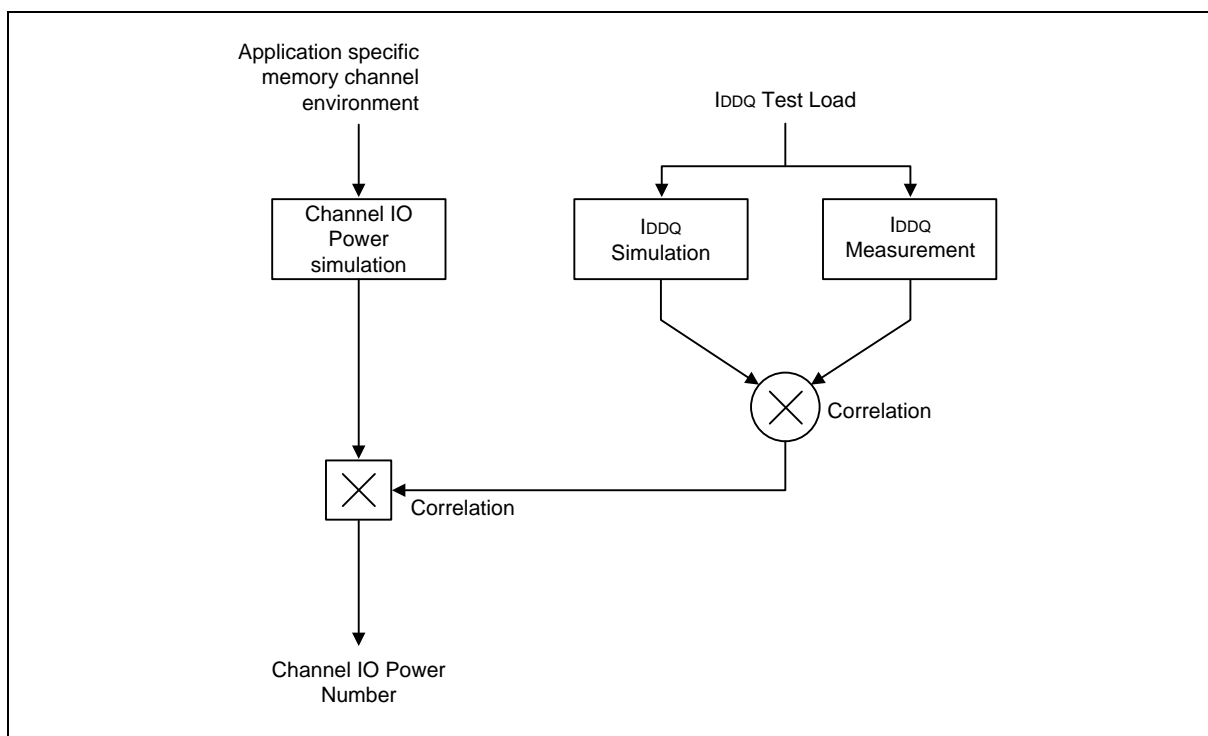 Application specific
memory channel
environment
IDDQ Test Load
Channel IO
Power
simulation
IDDQ
Simulation
IDDQ
Measurement
Correlation
Correlation
Channel IO Power
Number